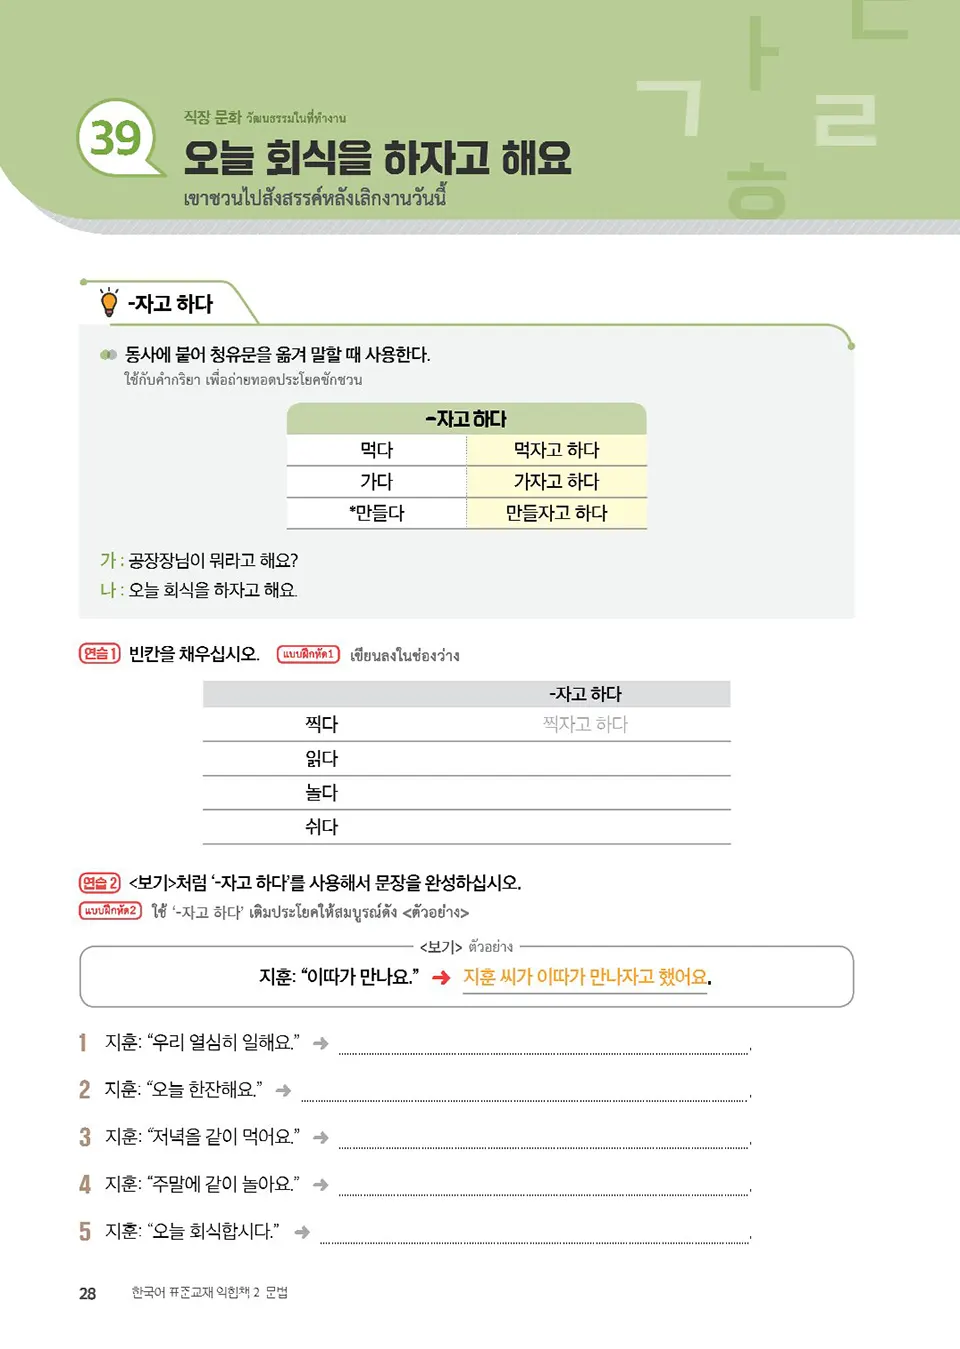 39
직장 문화 วัฒนธรรมในที่ทำงาน
오늘 회식을 하자고 해요
เขาชวนไปสังสรรค์หลังเลิกงานวันนี้
ㄱ ㅏ ㄴ ㄹ ㅎ
-자고 하다
동사에 붙어 청유문을 옮겨 말할 때 사용한다.
ใช้กับคำกริยา เพื่อถ่ายทอดประโยคชักชวน
-자고 하다
먹다 먹자고 하다
가다 가자고 하다
*만들다 만들자고 하다
가 : 공장장님이 뭐라고 해요?
나 : 오늘 회식을 하자고 해요.
연습 1 빈칸을 채우십시오. แบบฝึกหัด1 เขียนลงในช่องว่าง
-자고 하다
찍다 찍자고 하다
읽다
놀다
쉬다
연습 2 <보기>처럼 ‘-자고 하다’를 사용해서 문장을 완성하십시오.
แบบฝึกหัด2 ใช้ ‘-자고 하다’ เติมประโยคให้สมบูรณ์ดัง <ตัวอย่าง>
<보기> ตัวอย่าง
지훈: “이따가 만나요.” ➜ 지훈 씨가 이따가 만나자고 했어요.
1 지훈: “우리 열심히 일해요.” ➜ .
2 지훈: “오늘 한잔해요.” ➜ .
3 지훈: “저녁을 같이 먹어요.” ➜ .
4 지훈: “주말에 같이 놀아요.” ➜ .
5 지훈: “오늘 회식합시다.” ➜ .
28 한국어 표준교재 익힘책 2 문법